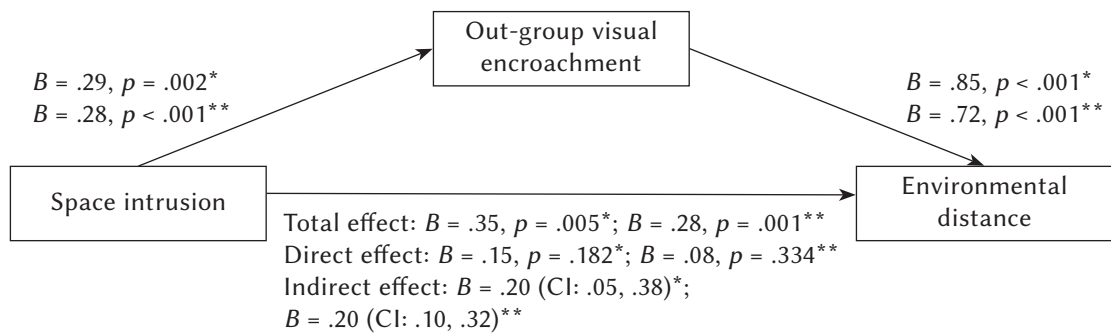 Out-group visual
encroachment
B = .29, p = .002*
B = .28, p < .001**
B = .85, p < .001*
B = .72, p < .001**
Space intrusion
Environmental
distance
Total effect: B = .35, p = .005*; B = .28, p = .001**
Direct effect: B = .15, p = .182*; B = .08, p = .334**
Indirect effect: B = .20 (CI: .05, .38)*;
B = .20 (CI: .10, .32)**